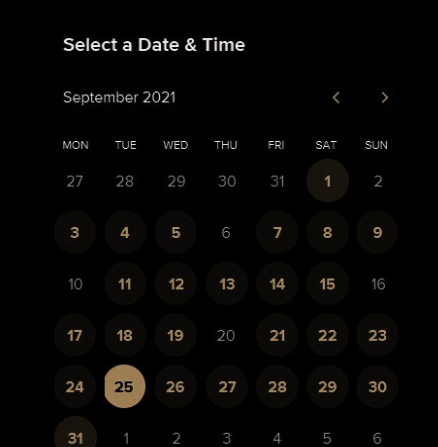 Select a Date & Time
September 2021
MON TUE WED THU FRI SAT SUN
27 28 29 30 31 1 2
3 4 5 6 7 8 9
10 11 12 13 14 15 16
17 18 19 20 21 22 23
24 25 26 27 28 29 30
31 1 2 3 4 5 6